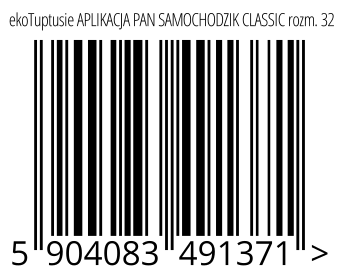 ekoTuptusie APLIKACJA PAN SAMOCHODZIK CLASSIC rozm. 32
5 904083 491371 >